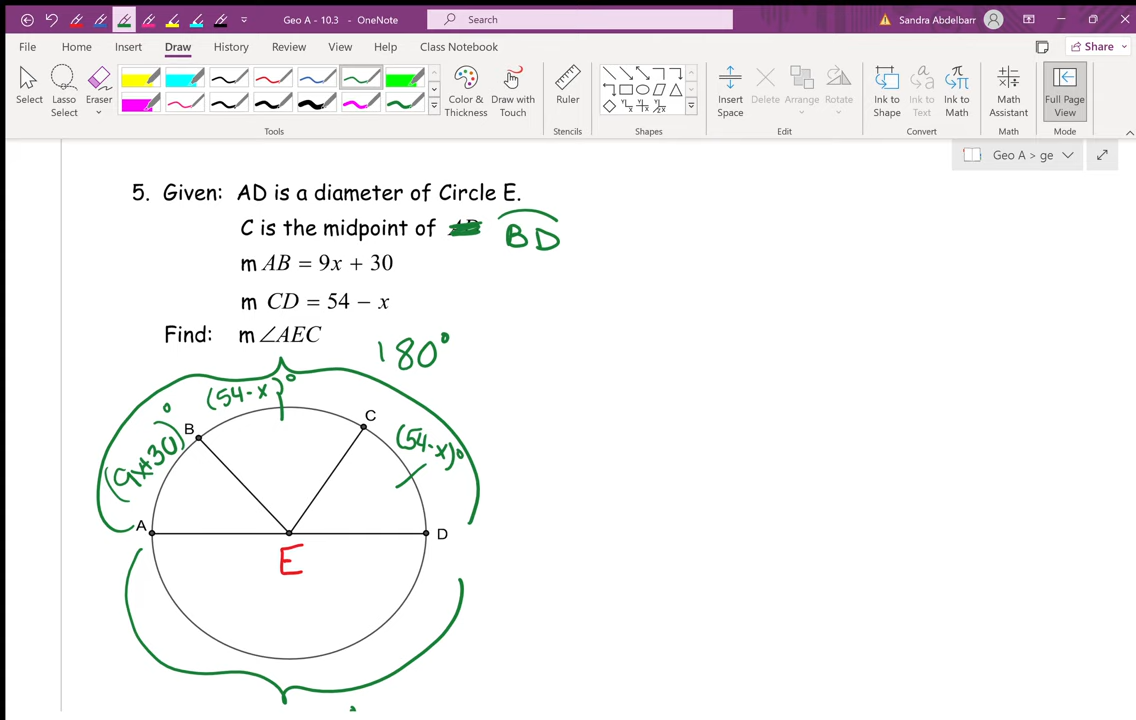 Geo A - 10.3 - OneNote
Search
Sandra Abdelbarr
File Home Insert Draw History Review View Help Class Notebook
Share
Select
Lasso Select
Eraser
Color & Thickness
Draw with Touch
Ruler
Insert Space
Delete
Arrange
Rotate
Ink to Shape
Ink to Text
Ink to Math
Math Assistant
Full Page View
Tools
Stencils
Shapes
Edit
Convert
Math
Mode
Geo A > ge
5. Given: AD is a diameter of Circle E.
C is the midpoint of BD
m AB = 9x + 30
m CD = 54 − x
Find: m ∠AEC
180°
(54-x)°
(9x+30)°
B
C
(54-x)°
A
D
E